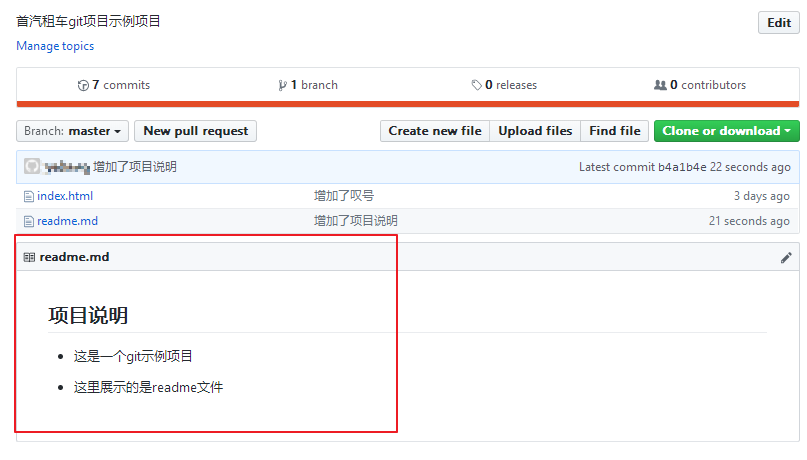 首汽租车git项目示例项目
Edit
Manage topics
7 commits 1 branch 0 releases 0 contributors
Branch: master New pull request Create new file Upload files Find file Clone or download
增加了项目说明 Latest commit b4a1b4e 22 seconds ago
index.html 增加了叹号 3 days ago
readme.md 增加了项目说明 21 seconds ago
readme.md
项目说明
• 这是一个git示例项目
• 这里展示的是readme文件